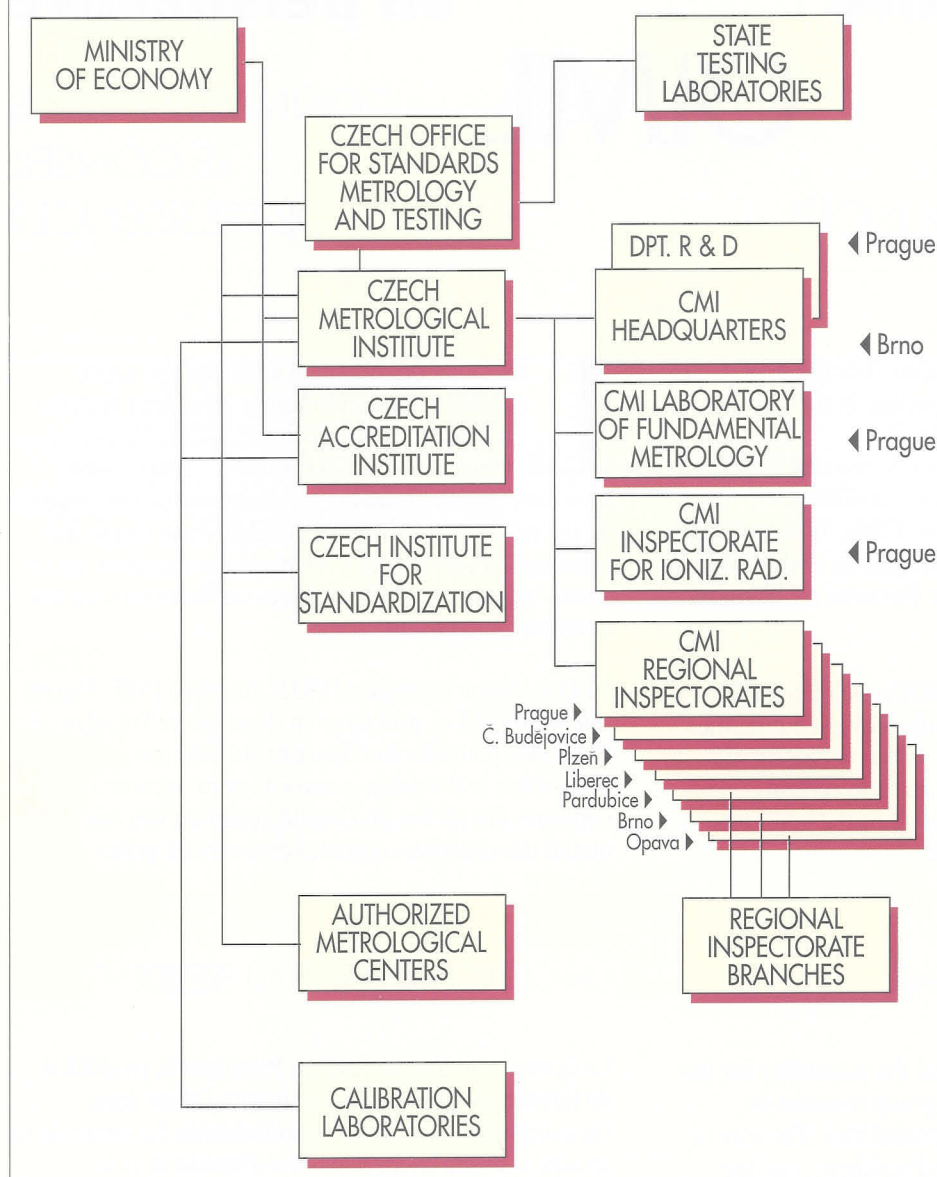 MINISTRY
OF ECONOMY
STATE
TESTING
LABORATORIES
CZECH OFFICE
FOR STANDARDS
METROLOGY
AND TESTING
DPT. R & D
Prague
CZECH
METROLOGICAL
INSTITUTE
CMI
HEADQUARTERS
Brno
CZECH
ACCREDITATION
INSTITUTE
CMI LABORATORY
OF FUNDAMENTAL
METROLOGY
Prague
CZECH INSTITUTE
FOR
STANDARDIZATION
CMI
INSPECTORATE
FOR IONIZ. RAD.
Prague
CMI
REGIONAL
INSPECTORATES
Prague
Č. Budějovice
Plzeň
Liberec
Pardubice
Brno
Opava
AUTHORIZED
METROLOGICAL
CENTERS
REGIONAL
INSPECTORATE
BRANCHES
CALIBRATION
LABORATORIES